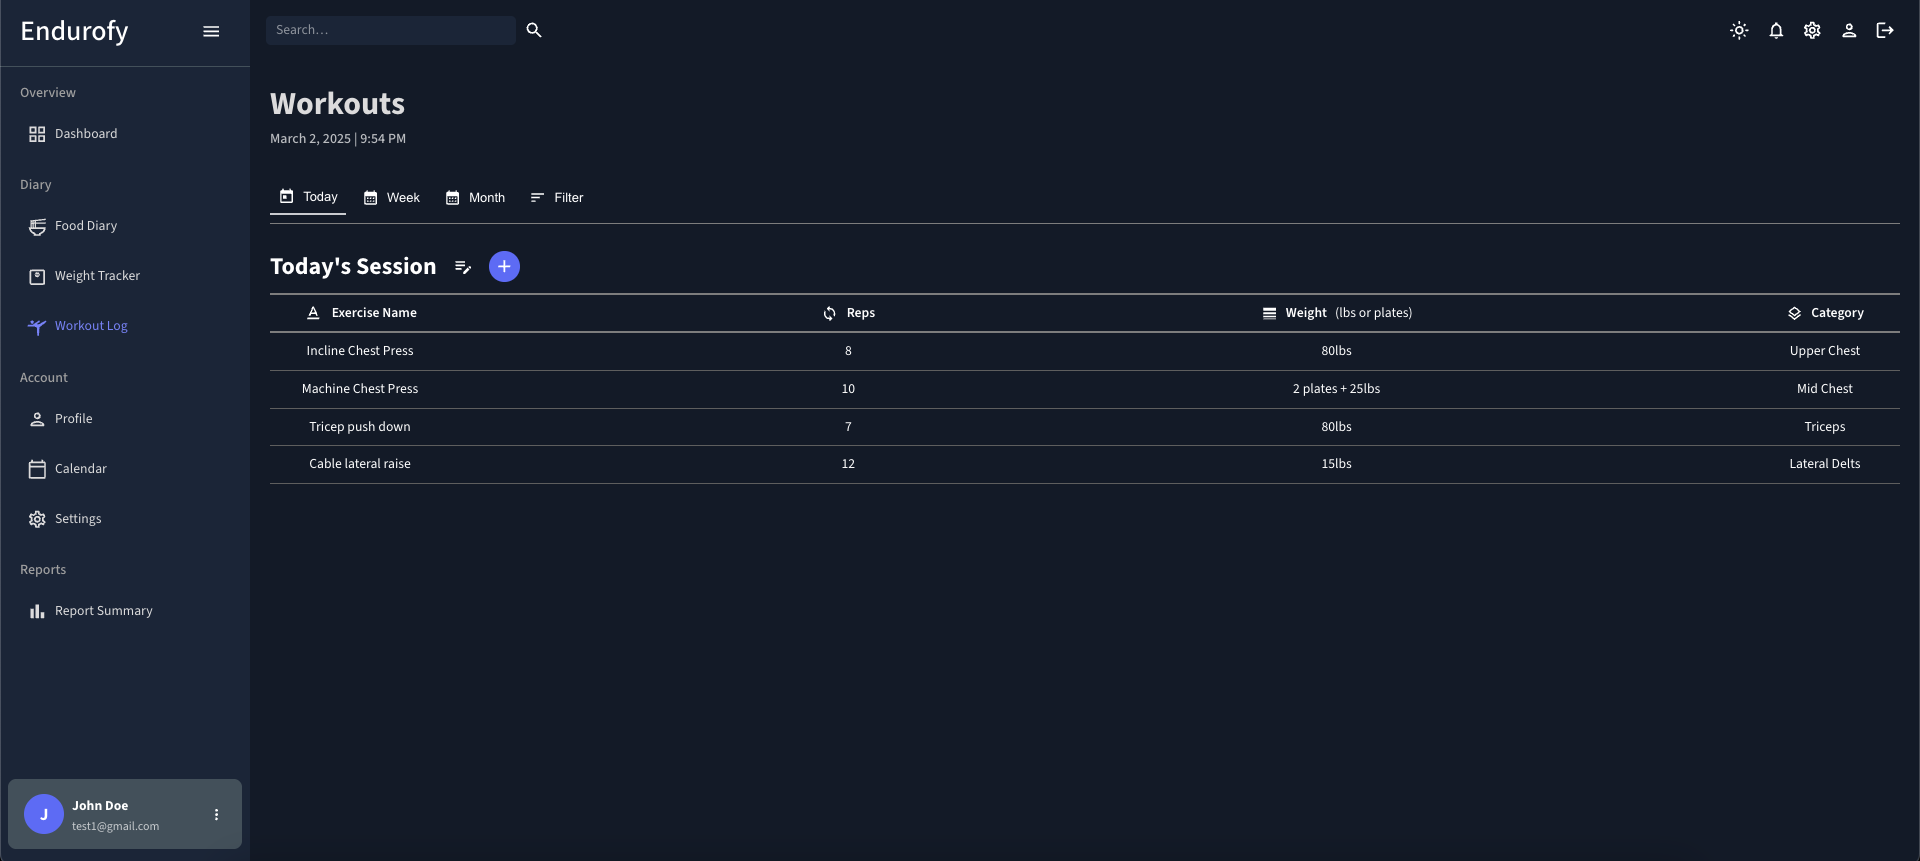 Endurofy
Overview
Dashboard
Diary
Food Diary
Weight Tracker
Workout Log
Account
Profile
Calendar
Settings
Reports
Report Summary
J
John Doe
test1@gmail.com
Search...
Workouts
March 2, 2025 | 9:54 PM
Today Week Month Filter
Today's Session
Exercise Name Reps Weight (lbs or plates) Category
Incline Chest Press 8 80lbs Upper Chest
Machine Chest Press 10 2 plates + 25lbs Mid Chest
Tricep push down 7 80lbs Triceps
Cable lateral raise 12 15lbs Lateral Delts